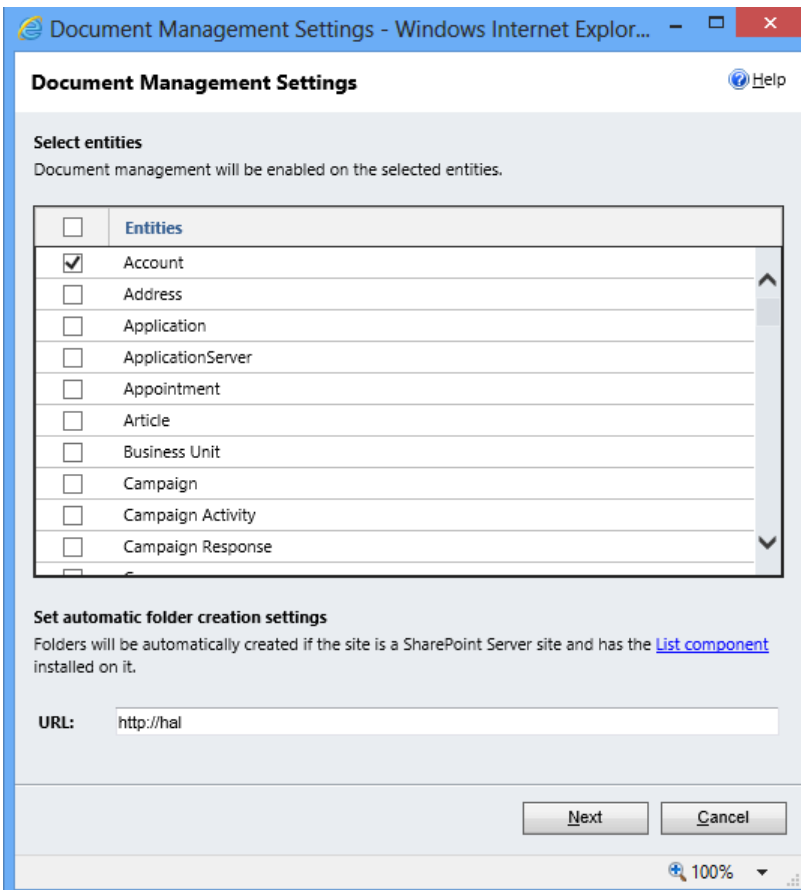 Document Management Settings - Windows Internet Explor...
Document Management Settings
Help
Select entities
Document management will be enabled on the selected entities.
Entities
Account
Address
Application
ApplicationServer
Appointment
Article
Business Unit
Campaign
Campaign Activity
Campaign Response
Set automatic folder creation settings
Folders will be automatically created if the site is a SharePoint Server site and has the List component
installed on it.
URL:
http://hal
Next
Cancel
100%